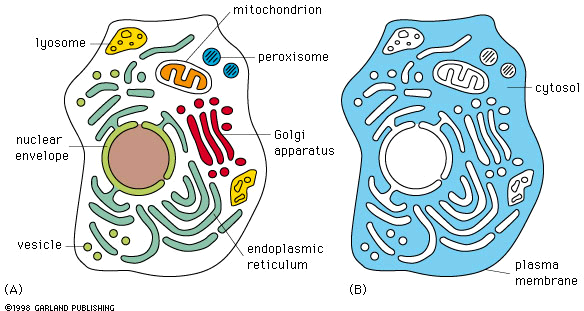 mitochondrion
lyosome
peroxisome
cytosol
Golgi
apparatus
nuclear
envelope
vesicle
endoplasmic
reticulum
plasma
membrane
(A)
(B)
©1998 GARLAND PUBLISHING